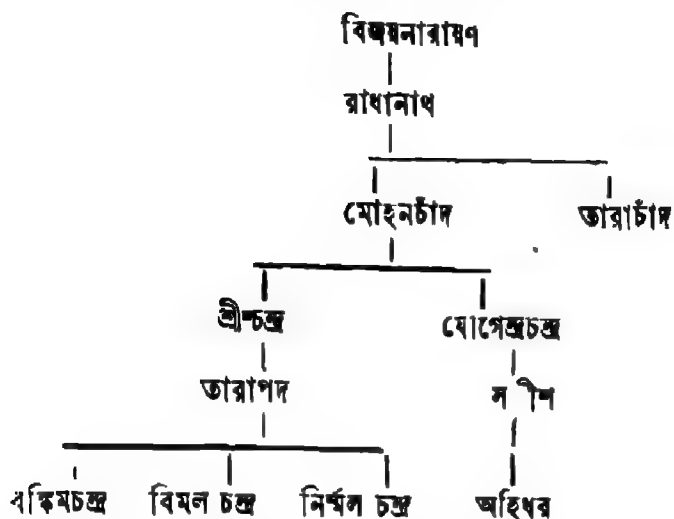 বিজয়নারায়ণ
রাধানাথ
মোহনচাঁদ তারাচাঁদ
শ্রীশচন্দ্র যোগেন্দ্রচন্দ্র
তারাপদ
বঙ্কিমচন্দ্র বিমল চন্দ্র নির্ম্মল চন্দ্র অহিধর